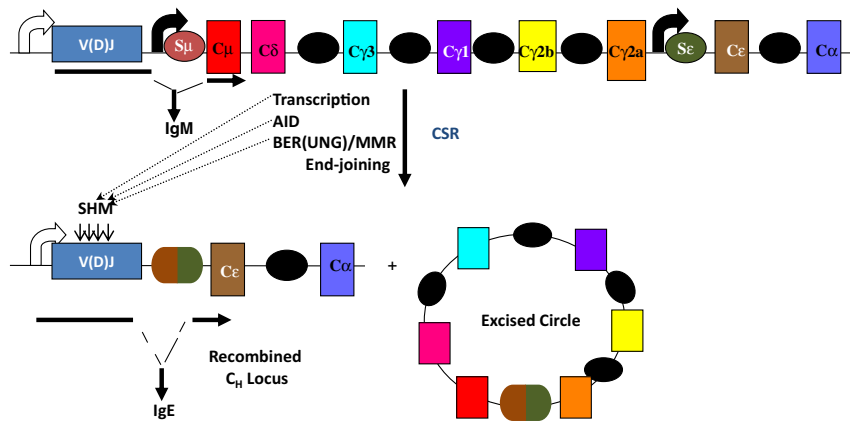 V(D)J Sμ Cμ Cδ Cγ3 Cγ1 Cγ2b Cγ2a Sε Cε Cα
IgM
Transcription
AID
BER(UNG)/MMR
End-joining
CSR
SHM
V(D)J Cε Cα
+
Excised Circle
Recombined
CH Locus
IgE